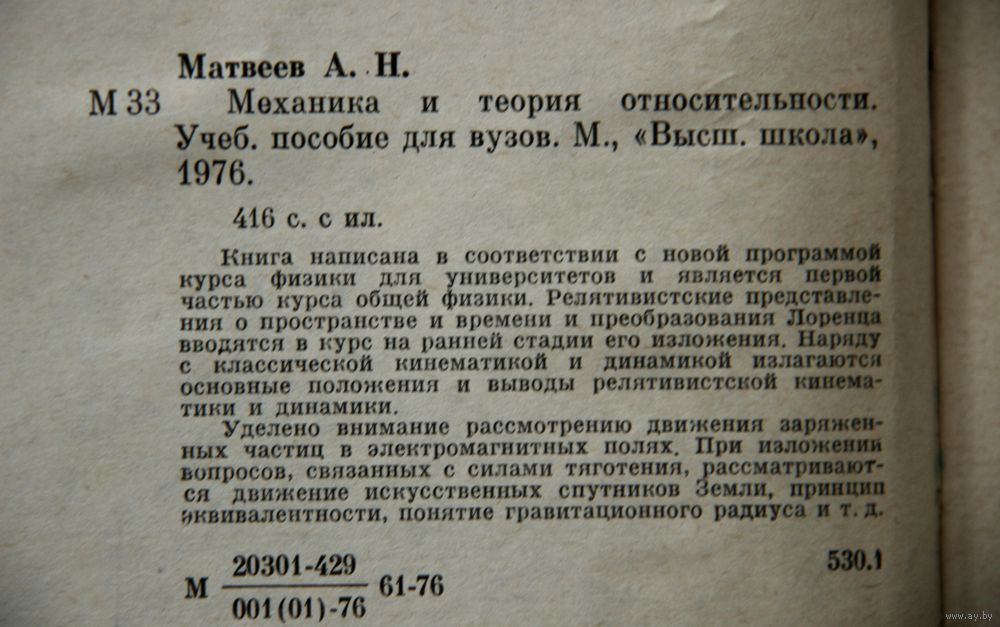 Матвеев А. Н.
М 33 Механика и теория относительности.
Учеб. пособие для вузов. М., «Высш. школа»,
1976.
416 с. с ил.
Книга написана в соответствии с новой программой
курса физики для университетов и является первой
частью курса общей физики. Релятивистские представле-
ния о пространстве и времени и преобразования Лоренца
вводятся в курс на ранней стадии его изложения. Наряду
с классической кинематикой и динамикой излагаются
основные положения и выводы релятивистской кинема-
тики и динамики.
Уделено внимание рассмотрению движения заряжен-
ных частиц в электромагнитных полях. При изложении
вопросов, связанных с силами тяготения, рассматривают-
ся движение искусственных спутников Земли, принцип
эквивалентности, понятие гравитационного радиуса и т. д.
М 20301-429
001(01)-76 61-76
530.1
www.ay.by